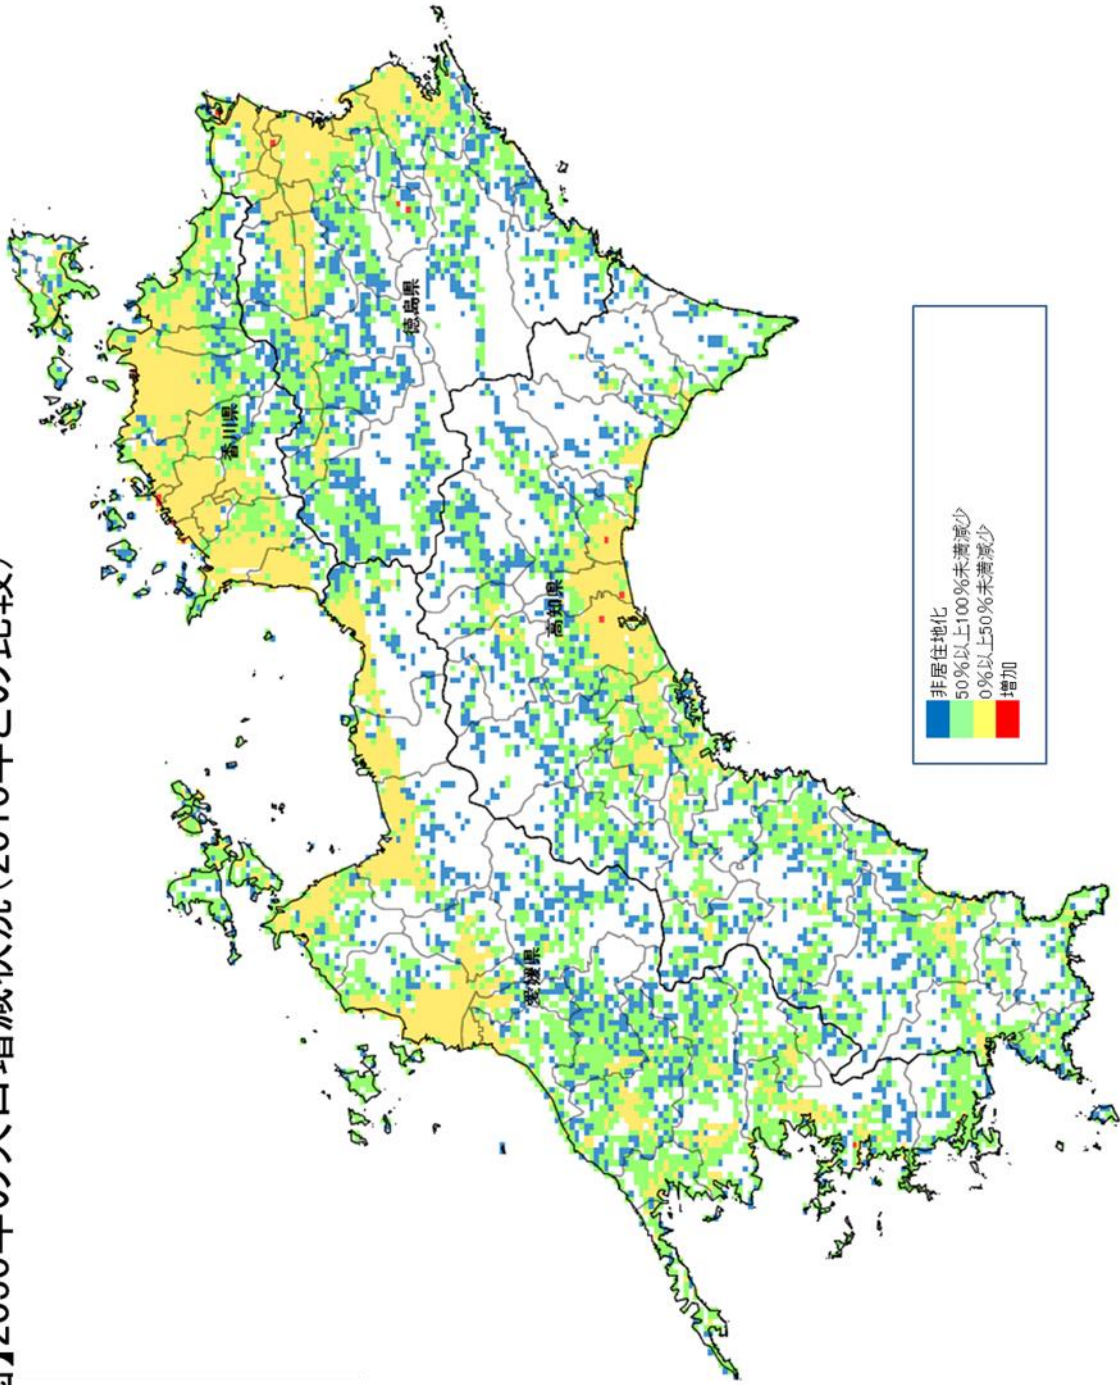 】2050年の人口増減状況(2010年との比較)
香川県
徳島県
高知県
愛媛県
非居住地化
50%以上100%未満減少
0%以上50%未満減少
増加